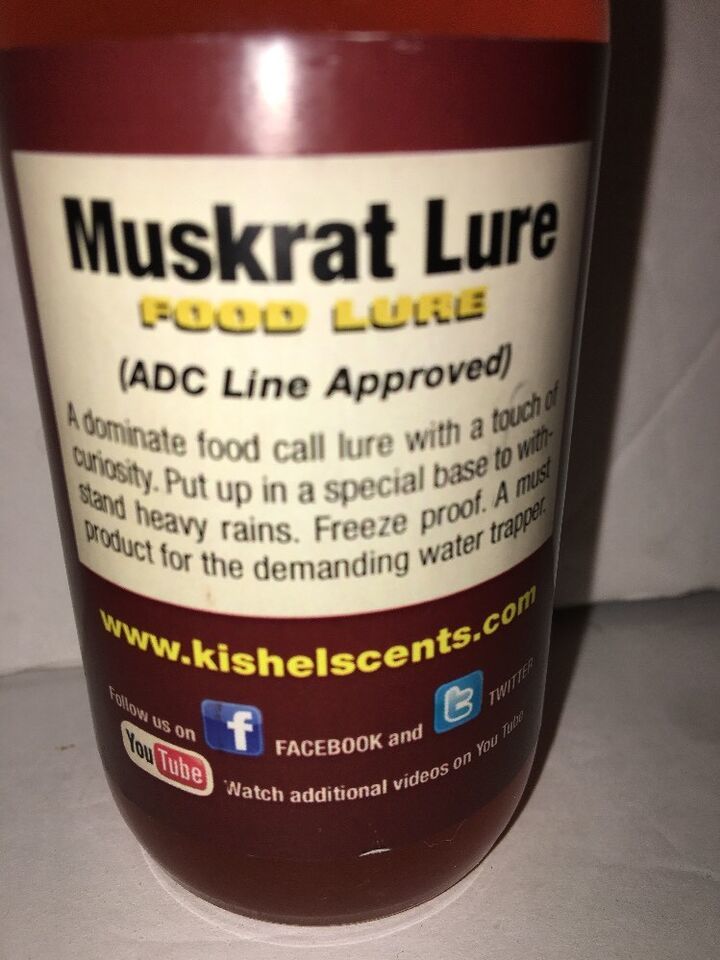 Muskrat Lure
FOOD LURE
(ADC Line Approved)
A dominate food call lure with a touch of
curiosity. Put up in a special base to with-
stand heavy rains. Freeze proof. A must
product for the demanding water trapper.
www.kishelscents.com
Follow us on f FACEBOOK and t TWITTER
YouTube Watch additional videos on You Tube